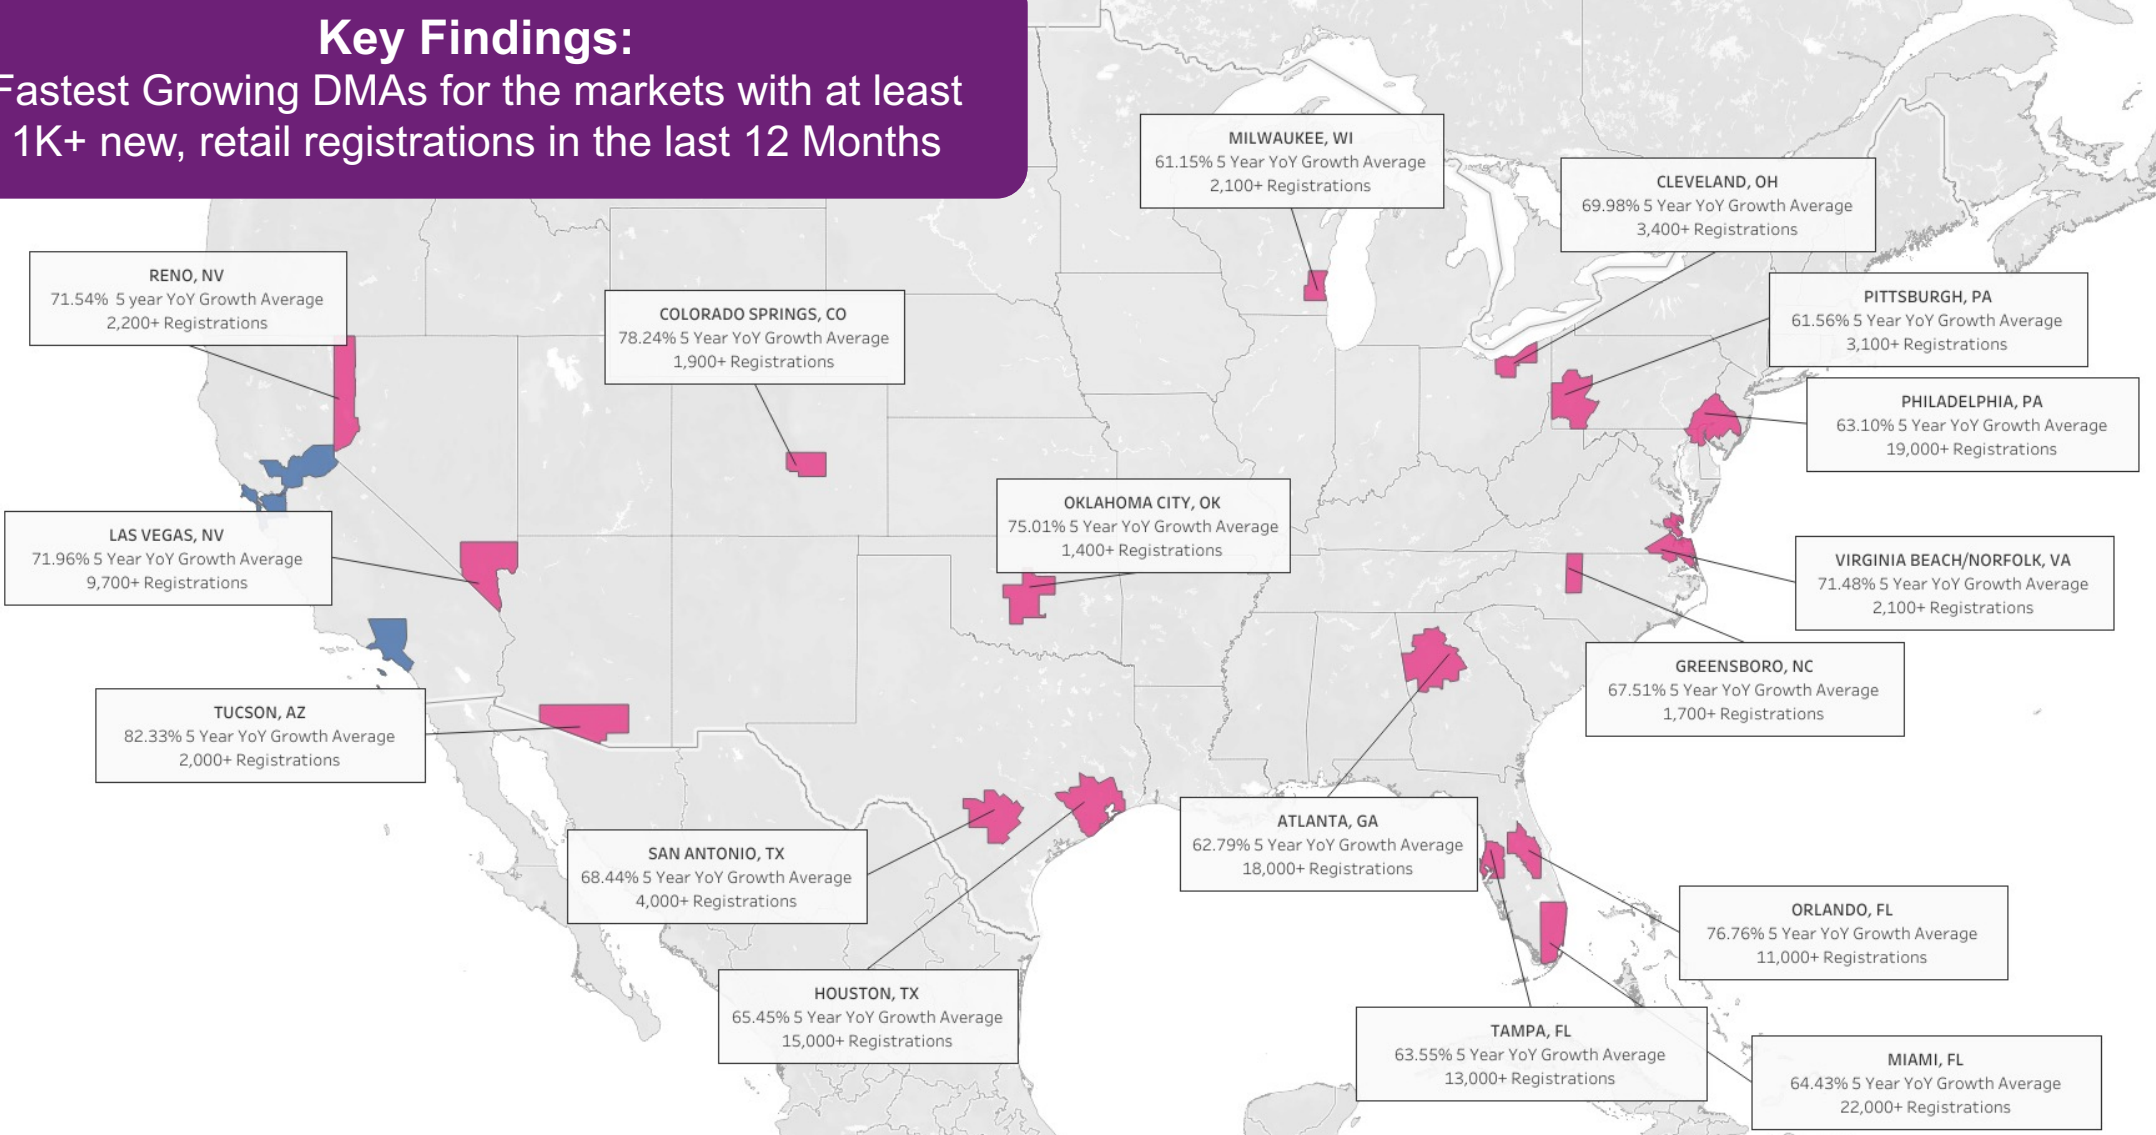 Key Findings:
Fastest Growing DMAs for the markets with at least
1K+ new, retail registrations in the last 12 Months
MILWAUKEE, WI
61.15% 5 Year YoY Growth Average
2,100+ Registrations
CLEVELAND, OH
69.98% 5 Year YoY Growth Average
3,400+ Registrations
RENO, NV
71.54% 5 year YoY Growth Average
2,200+ Registrations
COLORADO SPRINGS, CO
78.24% 5 Year YoY Growth Average
1,900+ Registrations
PITTSBURGH, PA
61.56% 5 Year YoY Growth Average
3,100+ Registrations
PHILADELPHIA, PA
63.10% 5 Year YoY Growth Average
19,000+ Registrations
OKLAHOMA CITY, OK
75.01% 5 Year YoY Growth Average
1,400+ Registrations
LAS VEGAS, NV
71.96% 5 Year YoY Growth Average
9,700+ Registrations
VIRGINIA BEACH/NORFOLK, VA
71.48% 5 Year YoY Growth Average
2,100+ Registrations
GREENSBORO, NC
67.51% 5 Year YoY Growth Average
1,700+ Registrations
TUCSON, AZ
82.33% 5 Year YoY Growth Average
2,000+ Registrations
ATLANTA, GA
62.79% 5 Year YoY Growth Average
18,000+ Registrations
SAN ANTONIO, TX
68.44% 5 Year YoY Growth Average
4,000+ Registrations
ORLANDO, FL
76.76% 5 Year YoY Growth Average
11,000+ Registrations
HOUSTON, TX
65.45% 5 Year YoY Growth Average
15,000+ Registrations
TAMPA, FL
63.55% 5 Year YoY Growth Average
13,000+ Registrations
MIAMI, FL
64.43% 5 Year YoY Growth Average
22,000+ Registrations